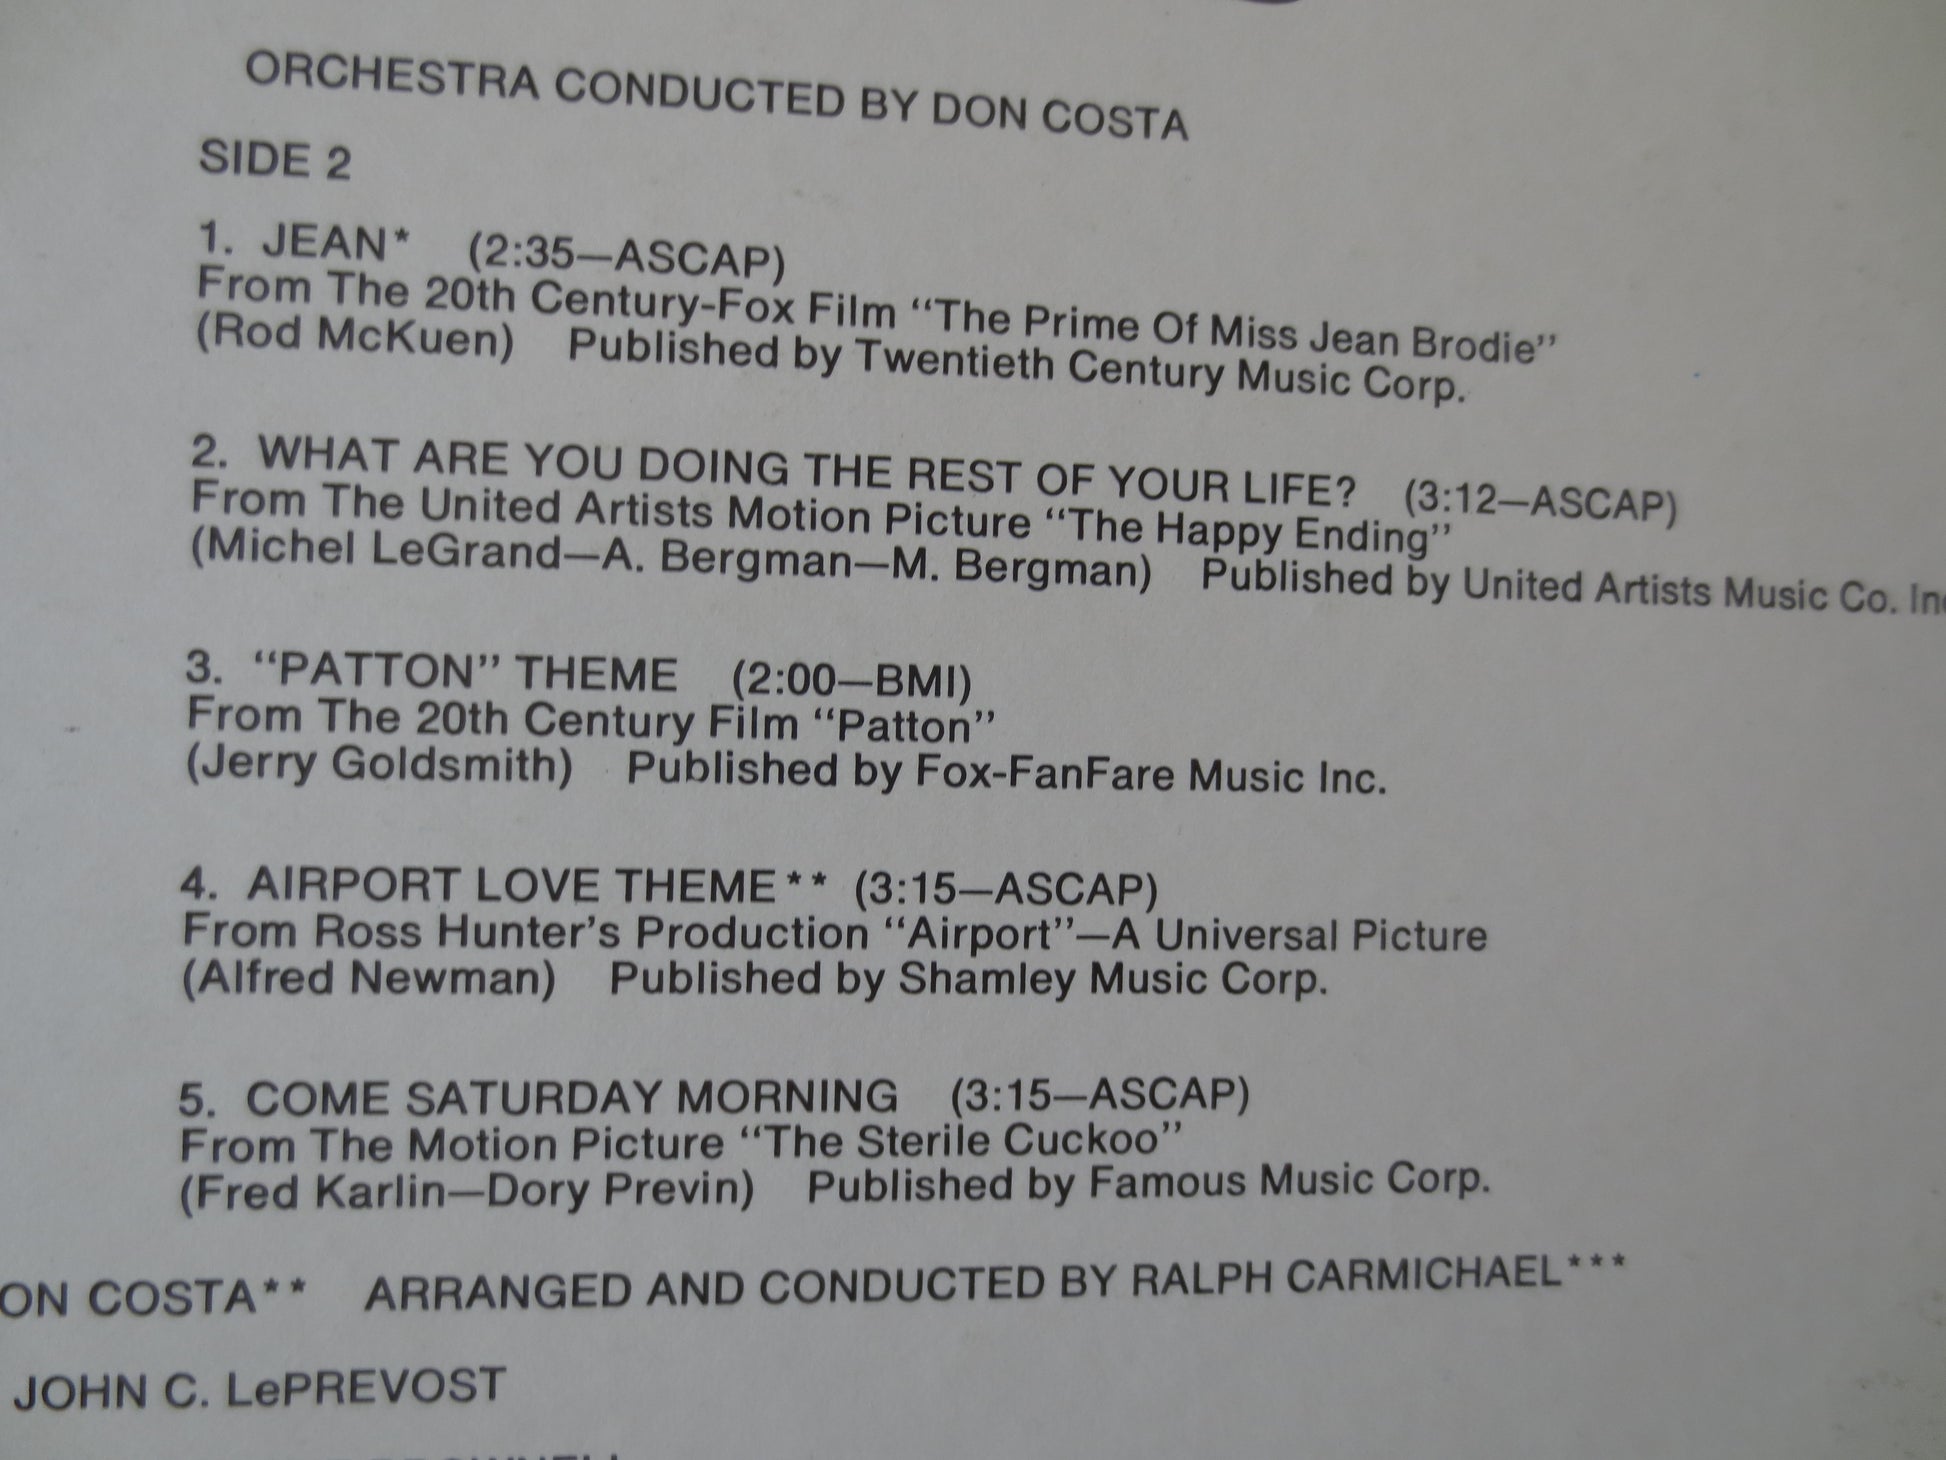 ORCHESTRA CONDUCTED BY DON COSTA
SIDE 2
1. JEAN* (2:35—ASCAP)
From The 20th Century-Fox Film “The Prime Of Miss Jean Brodie”
(Rod McKuen) Published by Twentieth Century Music Corp.
2. WHAT ARE YOU DOING THE REST OF YOUR LIFE? (3:12—ASCAP)
From The United Artists Motion Picture “The Happy Ending”
(Michel LeGrand—A. Bergman—M. Bergman) Published by United Artists Music Co. Inc
3. “PATTON” THEME (2:00—BMI)
From The 20th Century Film “Patton”
(Jerry Goldsmith) Published by Fox-FanFare Music Inc.
4. AIRPORT LOVE THEME** (3:15—ASCAP)
From Ross Hunter’s Production “Airport”—A Universal Picture
(Alfred Newman) Published by Shamley Music Corp.
5. COME SATURDAY MORNING (3:15—ASCAP)
From The Motion Picture “The Sterile Cuckoo”
(Fred Karlin—Dory Previn) Published by Famous Music Corp.
ON COSTA** ARRANGED AND CONDUCTED BY RALPH CARMICHAEL***
JOHN C. LePREVOST